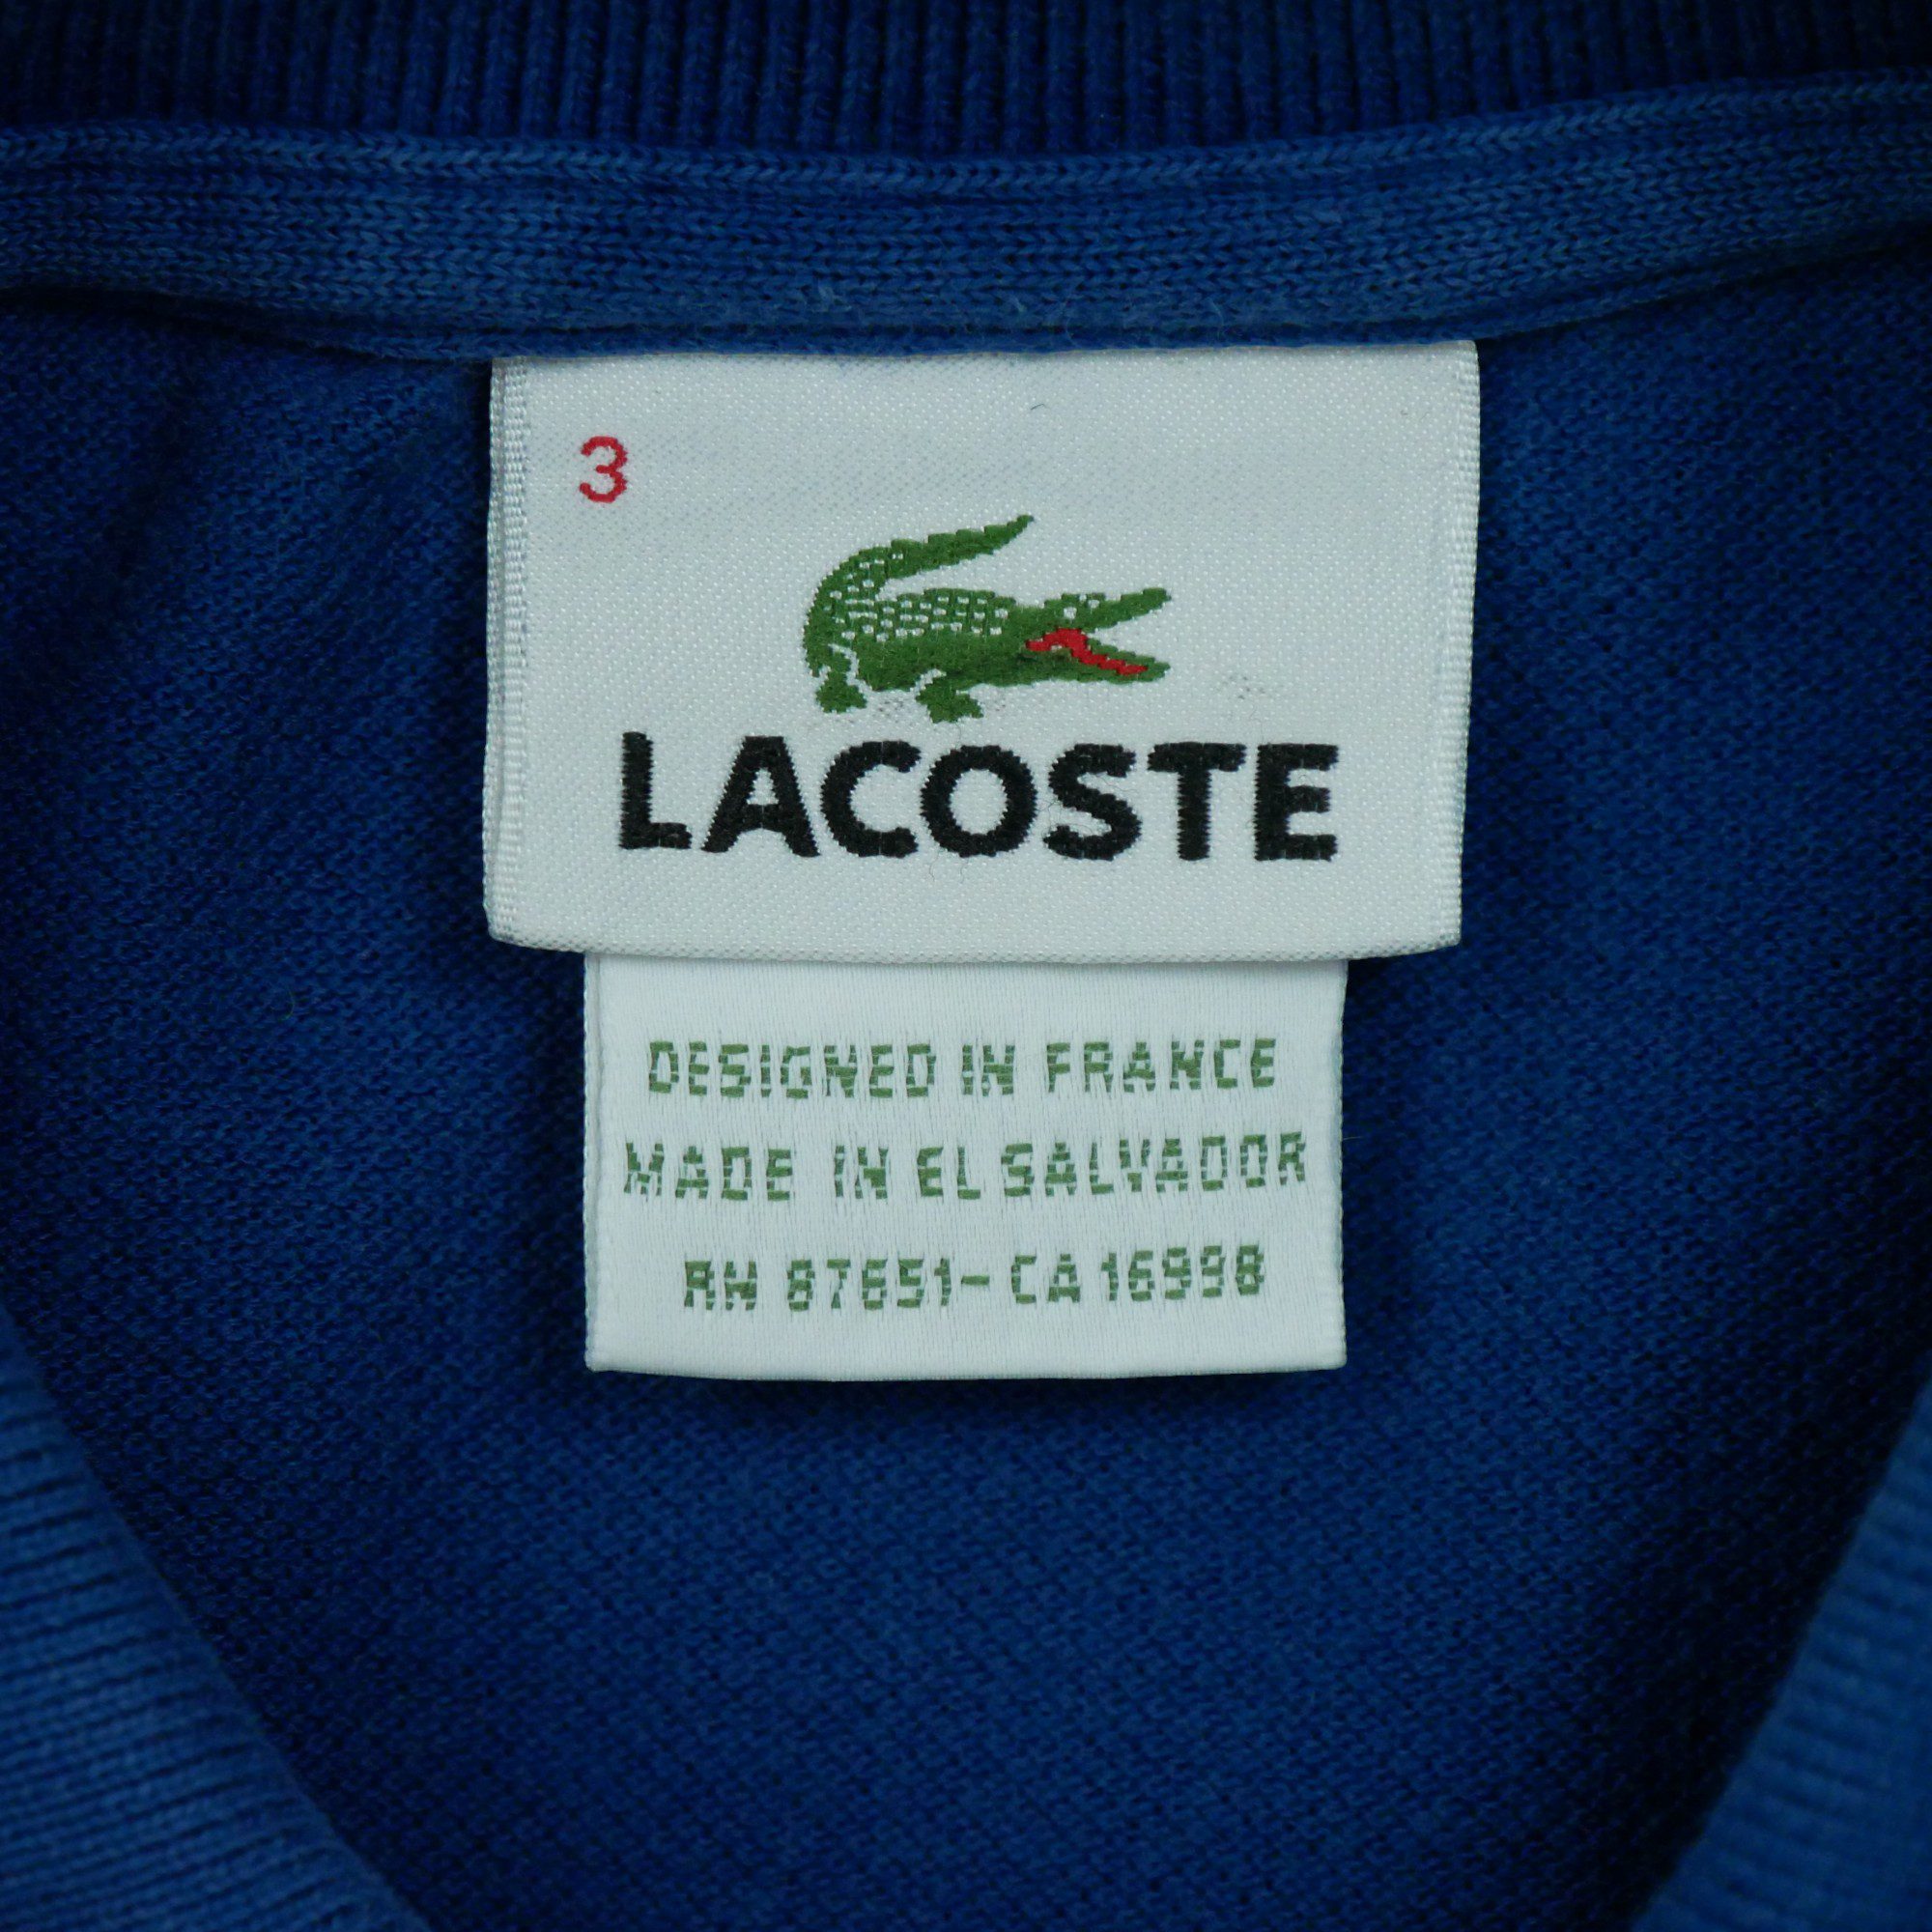 3
LACOSTE
DESIGNED IN FRANCE
MADE IN EL SALVADOR
RN 87651-CA 16998